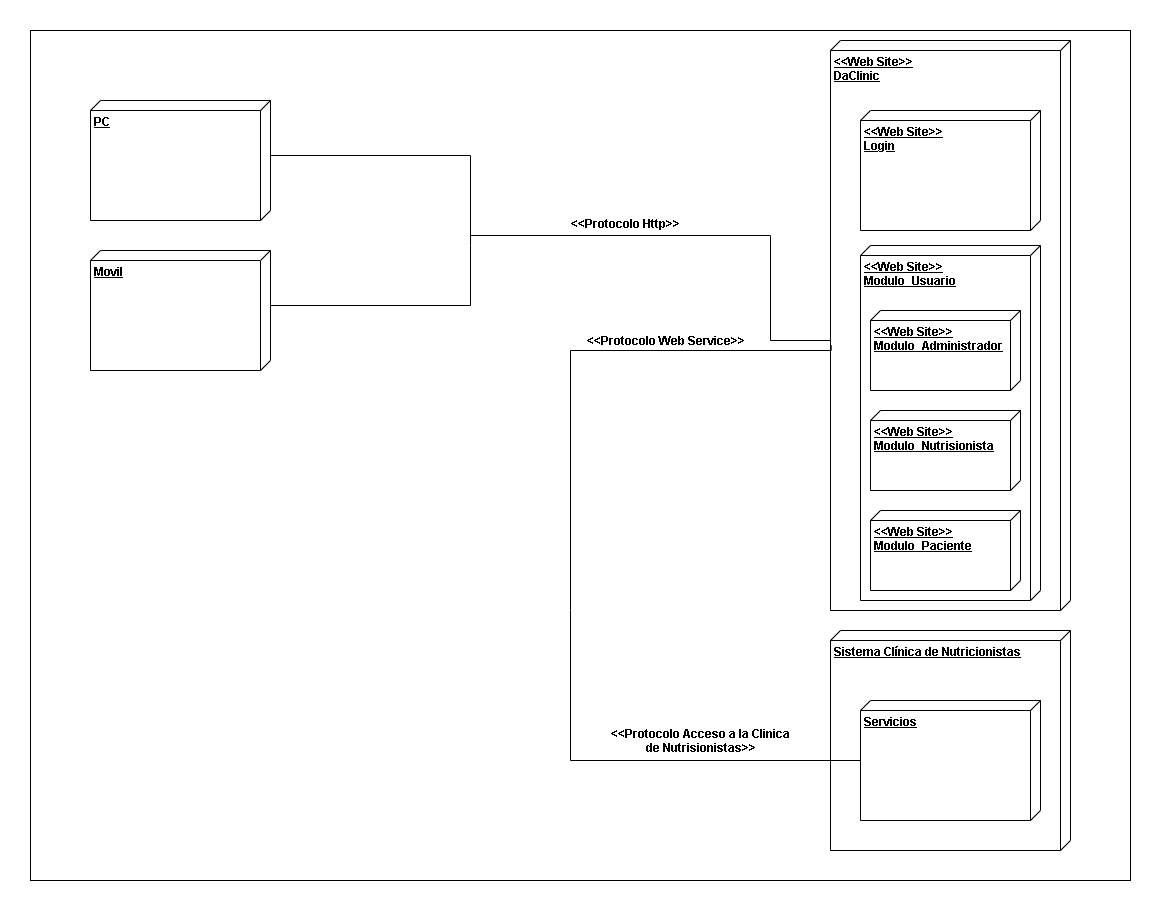 PC
Movil
<<Protocolo Http>>
<<Protocolo Web Service>>
<<Protocolo Acceso a la Clinica
de Nutrisionistas>>
<<Web Site>>
DaClinic
<<Web Site>>
Login
<<Web Site>>
Modulo_Usuario
<<Web Site>>
Modulo_Administrador
<<Web Site>>
Modulo_Nutrisionista
<<Web Site>>
Modulo_Paciente
Sistema Clínica de Nutricionistas
Servicios